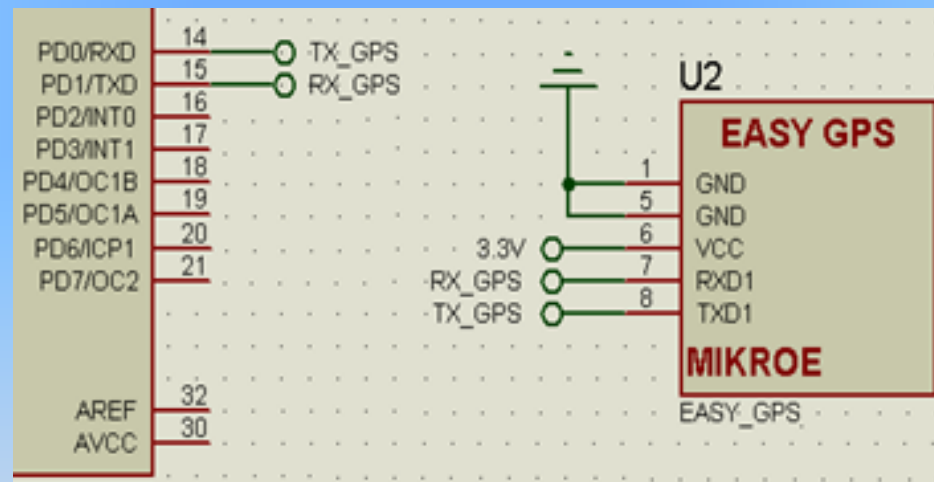 PD0/RXD 14 TX_GPS
PD1/TXD 15 RX_GPS
PD2/INT0 16
PD3/INT1 17
PD4/OC1B 18
PD5/OC1A 19
PD6/ICP1 20
PD7/OC2 21
AREF 32
AVCC 30
U2
EASY GPS
1 GND
5 GND
3.3V 6 VCC
RX_GPS 7 RXD1
TX_GPS 8 TXD1
MIKROE
EASY_GPS